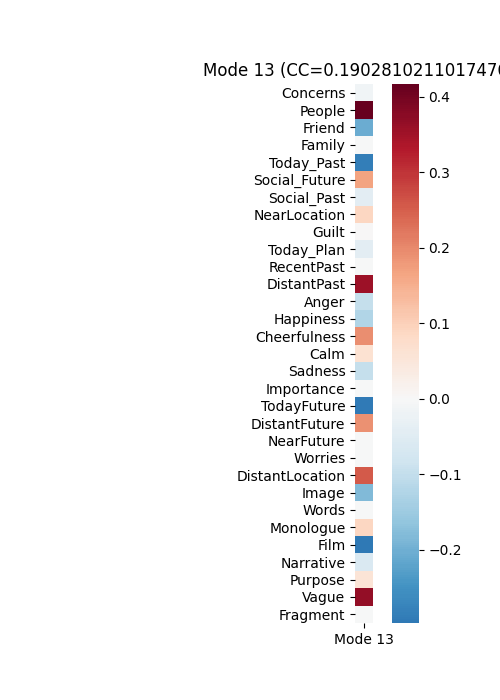 Mode 13 (CC=0.1902810211017476
Concerns
People
Friend
Family
Today_Past
Social_Future
Social_Past
NearLocation
Guilt
Today_Plan
RecentPast
DistantPast
Anger
Happiness
Cheerfulness
Calm
Sadness
Importance
TodayFuture
DistantFuture
NearFuture
Worries
DistantLocation
Image
Words
Monologue
Film
Narrative
Purpose
Vague
Fragment
Mode 13
0.4
0.3
0.2
0.1
0.0
−0.1
−0.2